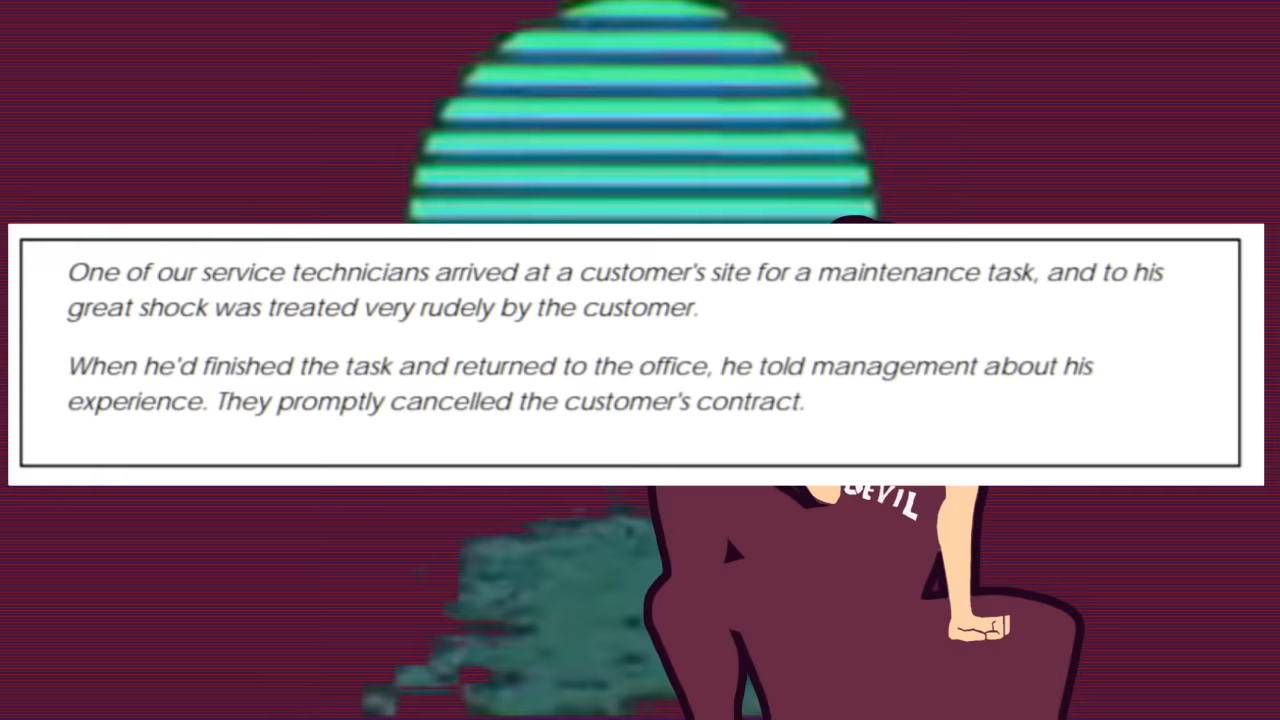 One of our service technicians arrived at a customer's site for a maintenance task, and to his
great shock was treated very rudely by the customer.
When he'd finished the task and returned to the office, he told management about his
experience. They promptly cancelled the customer's contract.
DEVIL